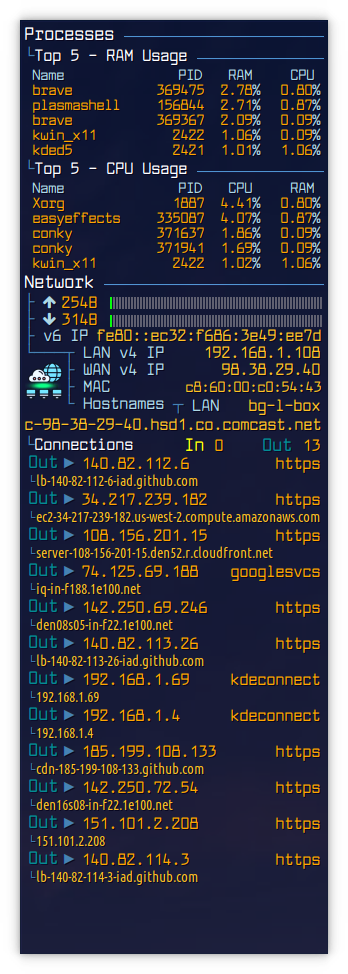 Processes
Top 5 - RAM Usage
Name PID RAM CPU
brave 369475 2.78% 0.80%
plasmashell 156844 2.71% 0.87%
brave 369367 2.09% 0.09%
kwin_x11 2422 1.06% 0.09%
kded5 2421 1.01% 1.06%
Top 5 - CPU Usage
Name PID CPU RAM
Xorg 1887 4.41% 0.80%
easyeffects 335087 4.07% 0.87%
conky 371637 1.86% 0.09%
conky 371941 1.69% 0.09%
kwin_x11 2422 1.02% 1.06%
Network
254B
314B
v6 IP fe80::ec32:f686:3e49:ee7d
LAN v4 IP 192.168.1.108
WAN v4 IP 98.38.29.40
MAC c8:60:00:c0:54:43
Hostnames LAN bg-l-box
c-98-38-29-40.hsd1.co.comcast.net
Connections In 0 Out 13
Out ▶ 140.82.112.6 https
lb-140-82-112-6-iad.github.com
Out ▶ 34.217.239.182 https
ec2-34-217-239-182.us-west-2.compute.amazonaws.com
Out ▶ 108.156.201.15 https
server-108-156-201-15.den52.r.cloudfront.net
Out ▶ 74.125.69.188 googlesvcs
iq-in-f188.1e100.net
Out ▶ 142.250.69.246 https
den08s05-in-f22.1e100.net
Out ▶ 140.82.113.26 https
lb-140-82-113-26-iad.github.com
Out ▶ 192.168.1.69 kdeconnect
192.168.1.69
Out ▶ 192.168.1.4 kdeconnect
192.168.1.4
Out ▶ 185.199.108.133 https
cdn-185-199-108-133.github.com
Out ▶ 142.250.72.54 https
den16s08-in-f22.1e100.net
Out ▶ 151.101.2.208 https
151.101.2.208
Out ▶ 140.82.114.3 https
lb-140-82-114-3-iad.github.com